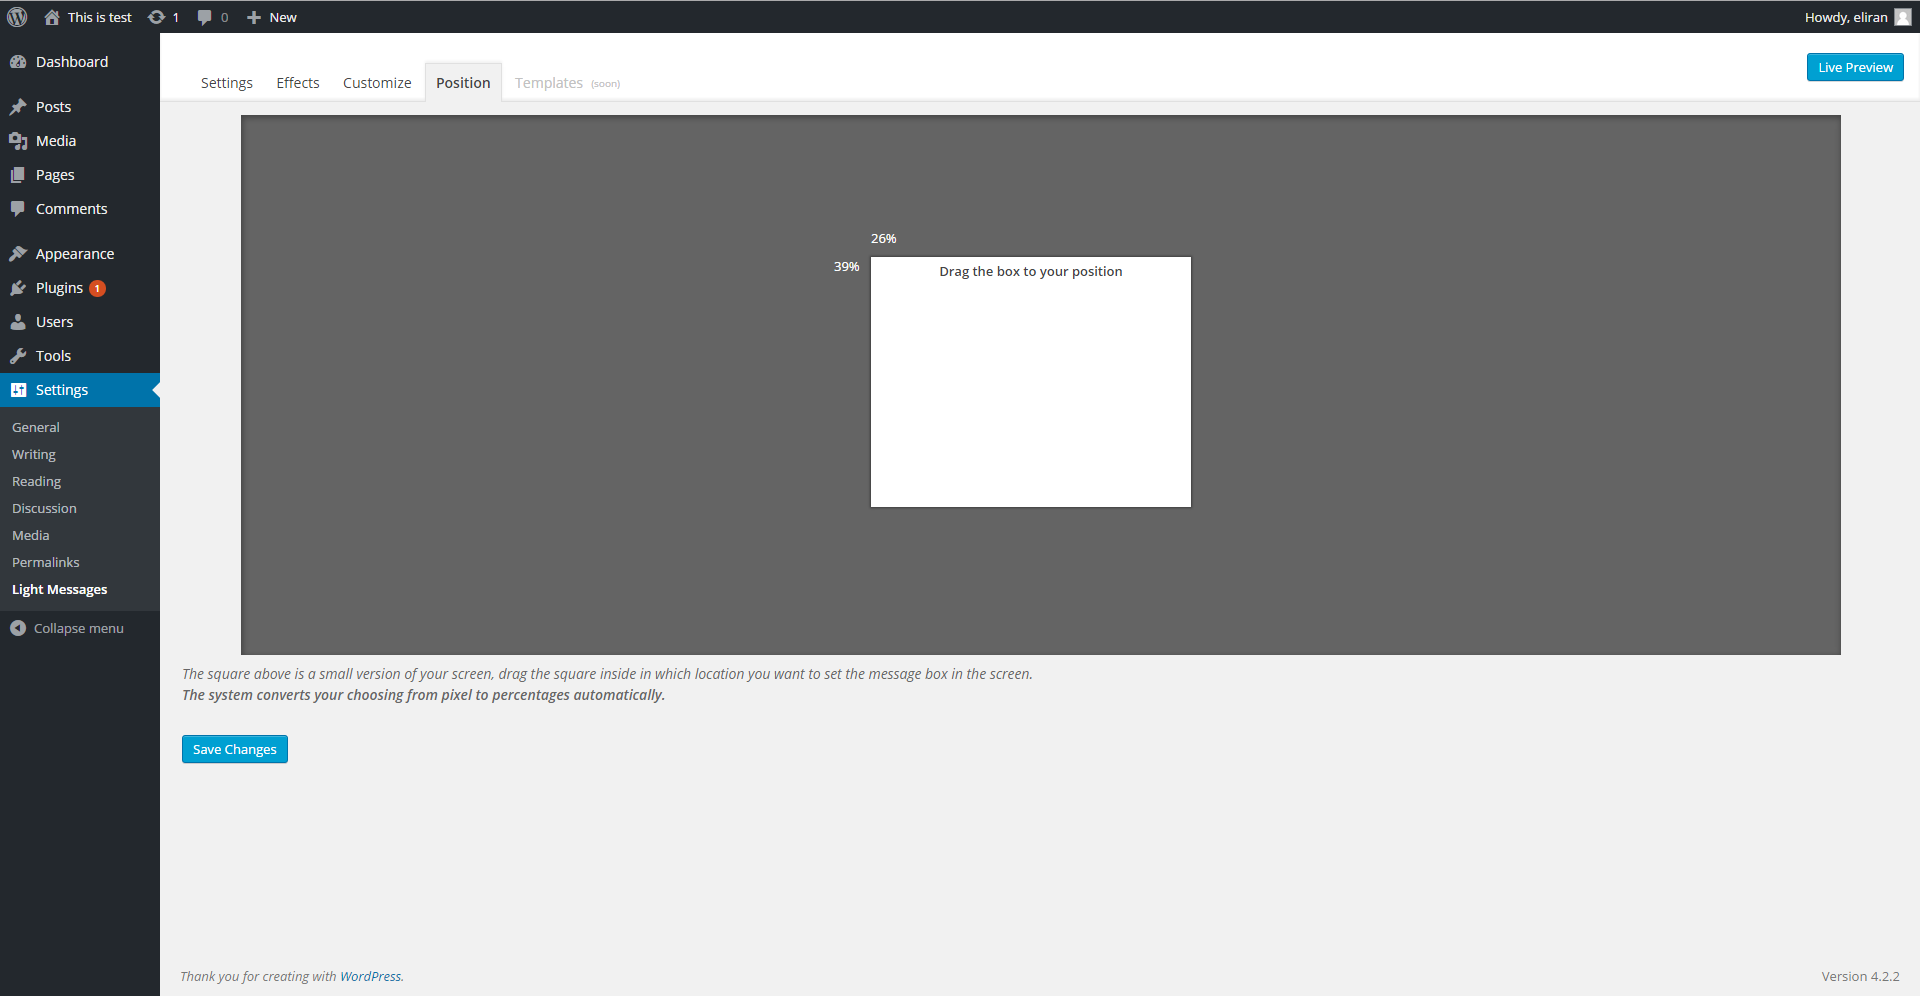 This is test 1 0 New Howdy, eliran
Dashboard
Posts
Media
Pages
Comments
Appearance
Plugins 1
Users
Tools
Settings
General
Writing
Reading
Discussion
Media
Permalinks
Light Messages
Collapse menu
Settings Effects Customize Position Templates (soon)
Live Preview
26%
39%
Drag the box to your position
The square above is a small version of your screen, drag the square inside in which location you want to set the message box in the screen.
The system converts your choosing from pixel to percentages automatically.
Save Changes
Thank you for creating with WordPress.
Version 4.2.2